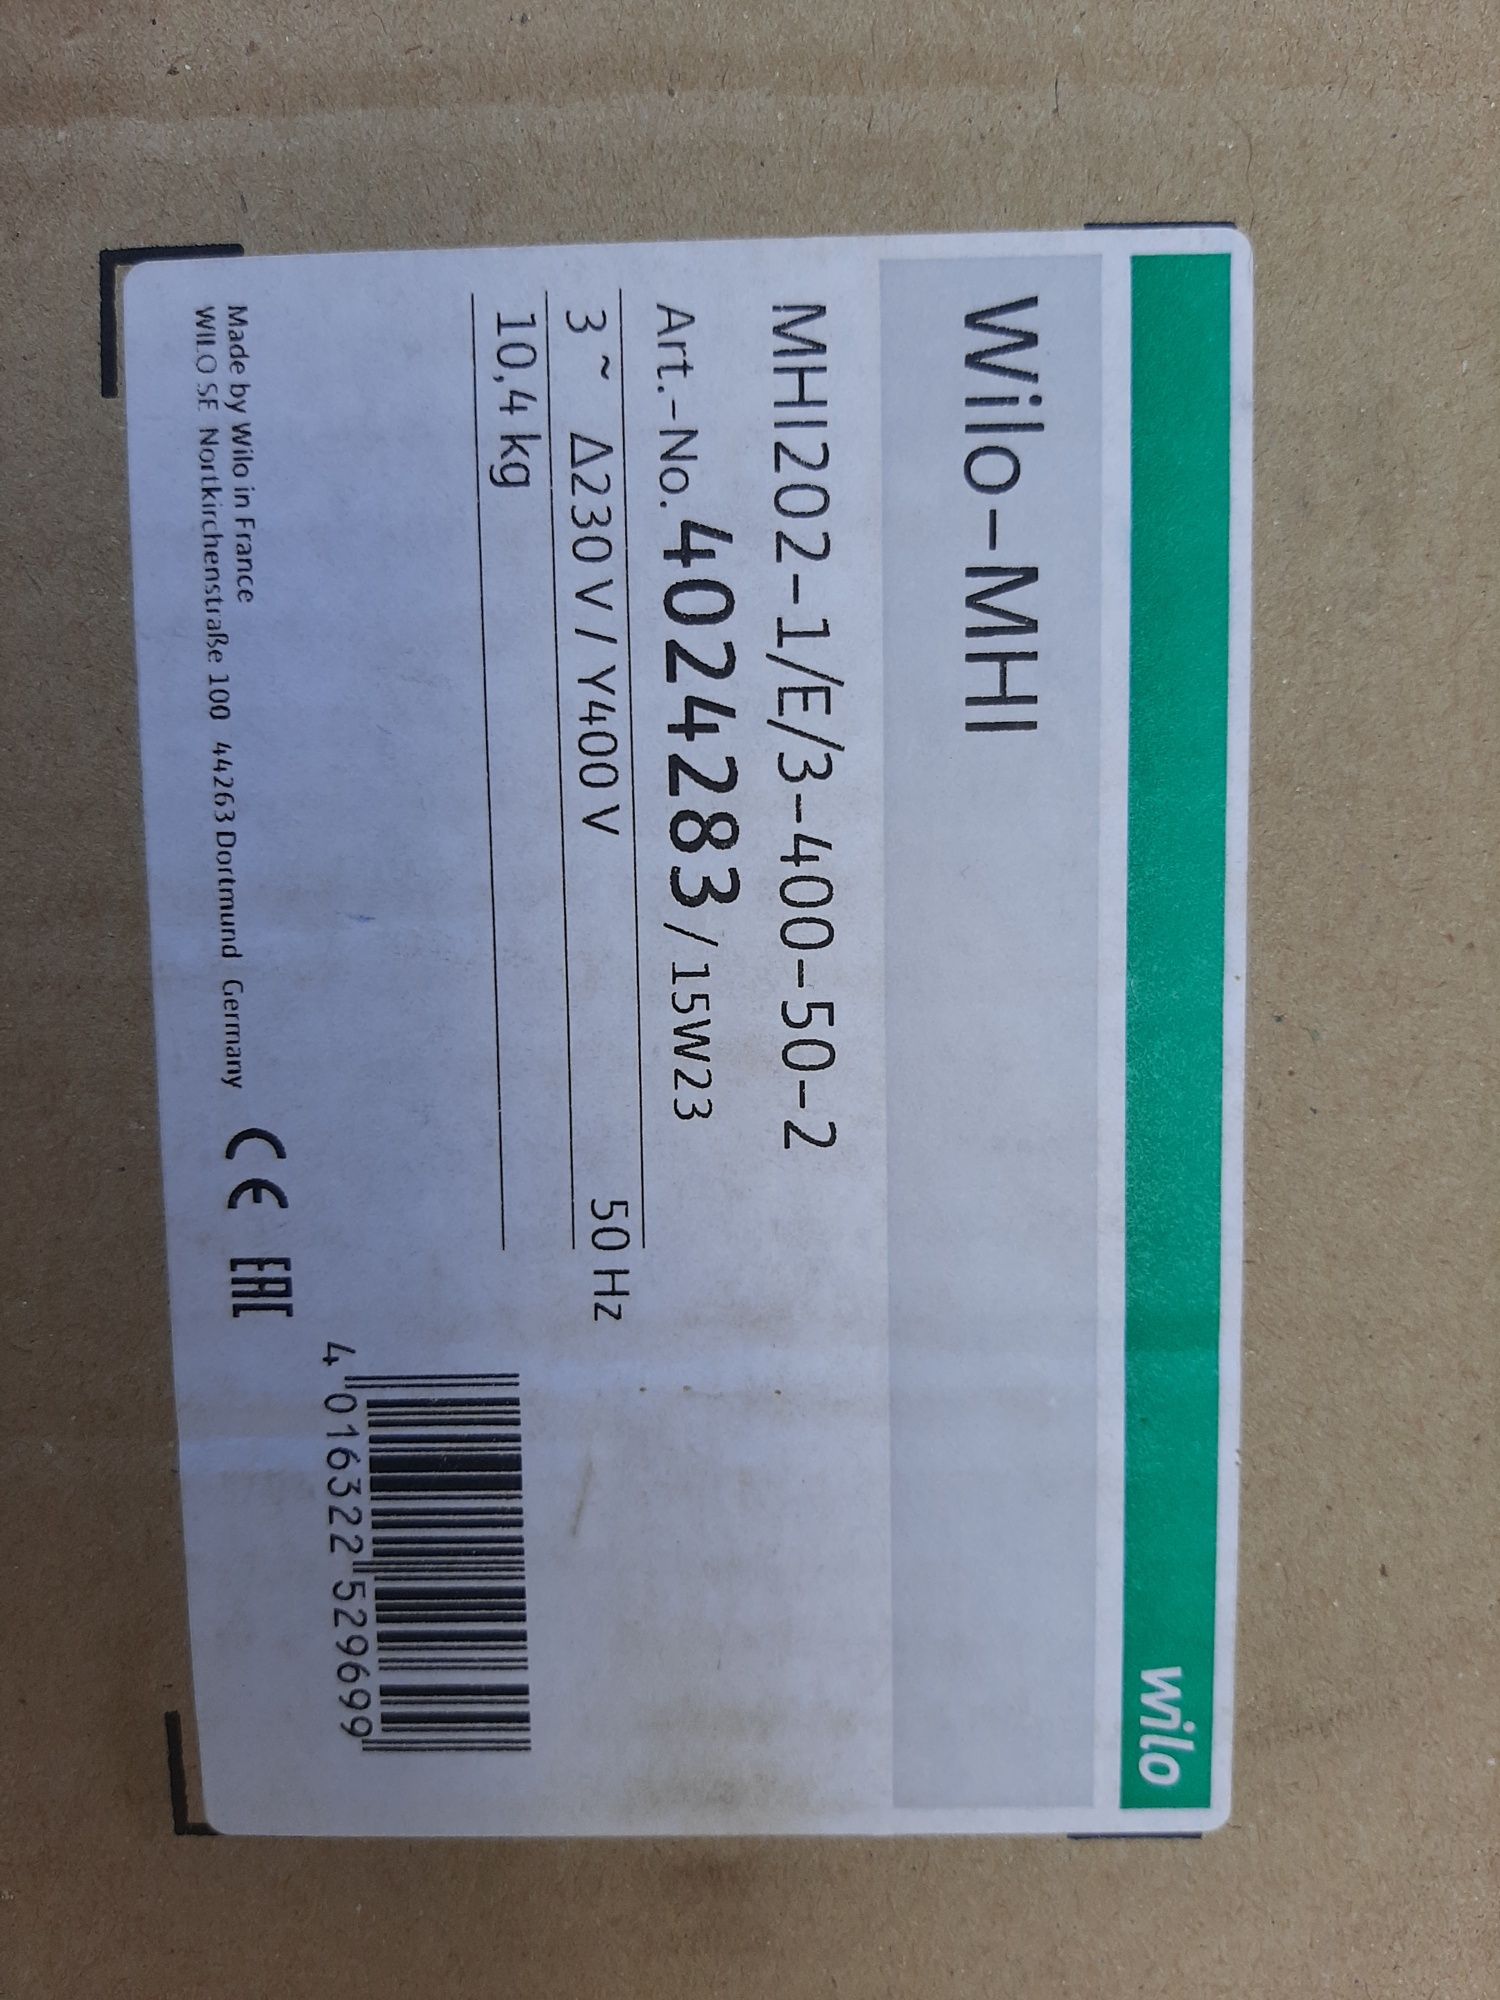 wilo
Wilo-MHI
MHI202-1/E/3-400-50-2
Art.-No. 4024283/15W23
3 ~ Δ230 V / Y400 V 50 Hz
10,4 kg
Made by Wilo in France
WILO SE Nortkirchenstraße 100 44263 Dortmund Germany CE EAC
4 016322 529699